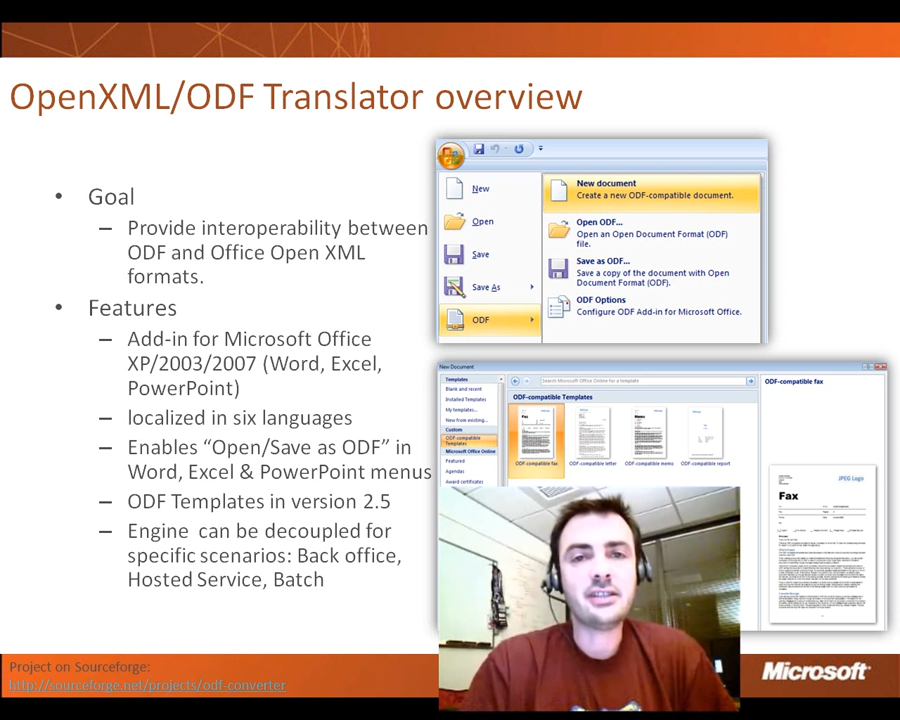 OpenXML/ODF Translator overview
• Goal
– Provide interoperability between
ODF and Office Open XML
formats.
• Features
– Add-in for Microsoft Office
XP/2003/2007 (Word, Excel,
PowerPoint)
– localized in six languages
– Enables “Open/Save as ODF” in
Word, Excel & PowerPoint menus
– ODF Templates in version 2.5
– Engine can be decoupled for
specific scenarios: Back office,
Hosted Service, Batch
New
Open
Save
Save As
ODF
New document
Create a new ODF-compatible document.
Open ODF...
Open an Open Document Format (ODF)
file.
Save as ODF...
Save a copy of the document with Open
Document Format (ODF).
ODF Options
Configure ODF Add-in for Microsoft Office.
New Document
Templates
Blank and recent
Installed Templates
My templates...
New from existing...
Custom
ODF-compatible
Templates
Microsoft Office Online
Featured
Agendas
Award certificates
Search Microsoft Office Online for a template
ODF-compatible Templates
ODF-compatible fax
ODF-compatible letter
ODF-compatible memo
ODF-compatible report
ODF-compatible fax
JPEG Logo
Fax
Project on Sourceforge:
http://sourceforge.net/projects/odf-converter
Microsoft